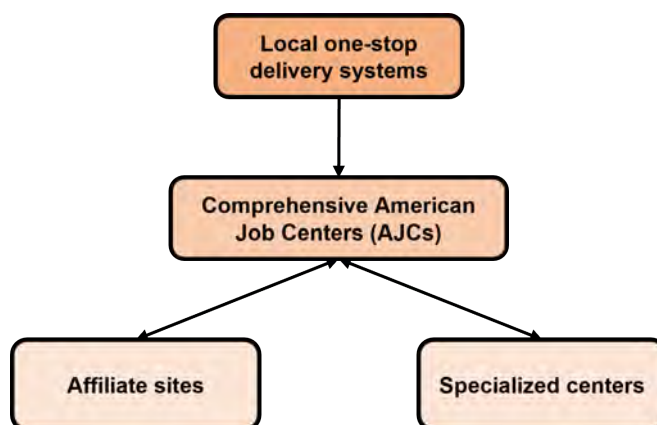 Local one-stop
delivery systems
Comprehensive American
Job Centers (AJCs)
Affiliate sites
Specialized centers